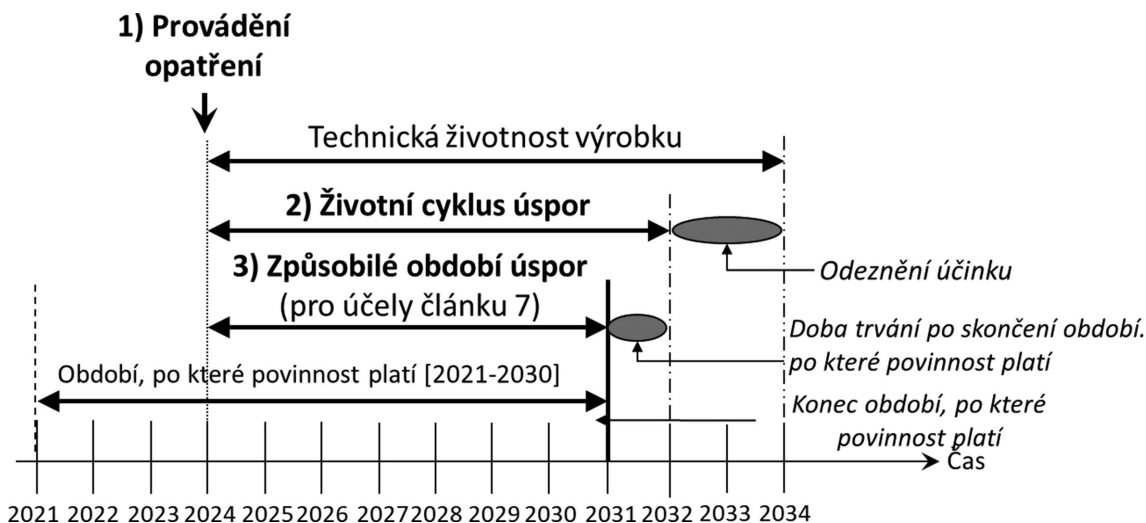 1) Provádění
opatření
Technická životnost výrobku
2) Životní cyklus úspor
3) Způsobilé období úspor
(pro účely článku 7)
Odeznění účinku
Doba trvání po skončení období.
po které povinnost platí
Období, po které povinnost platí [2021-2030]
Konec období, po které
povinnost platí
Čas
2021 2022 2023 2024 2025 2026 2027 2028 2029 2030 2031 2032 2033 2034